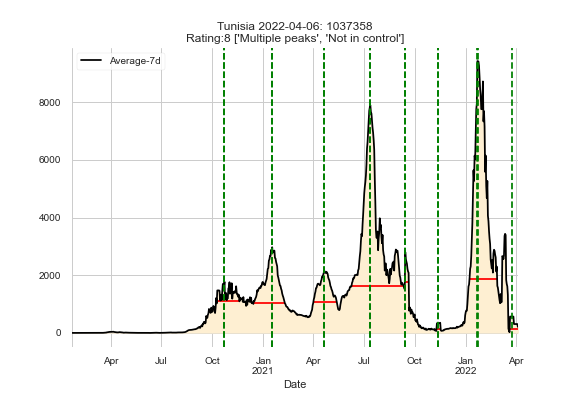 Tunisia 2022-04-06: 1037358
Rating:8 ['Multiple peaks', 'Not in control']
Average-7d
8000
6000
4000
2000
0
Apr Jul Oct Jan Apr Jul Oct Jan Apr
2021 2022
Date